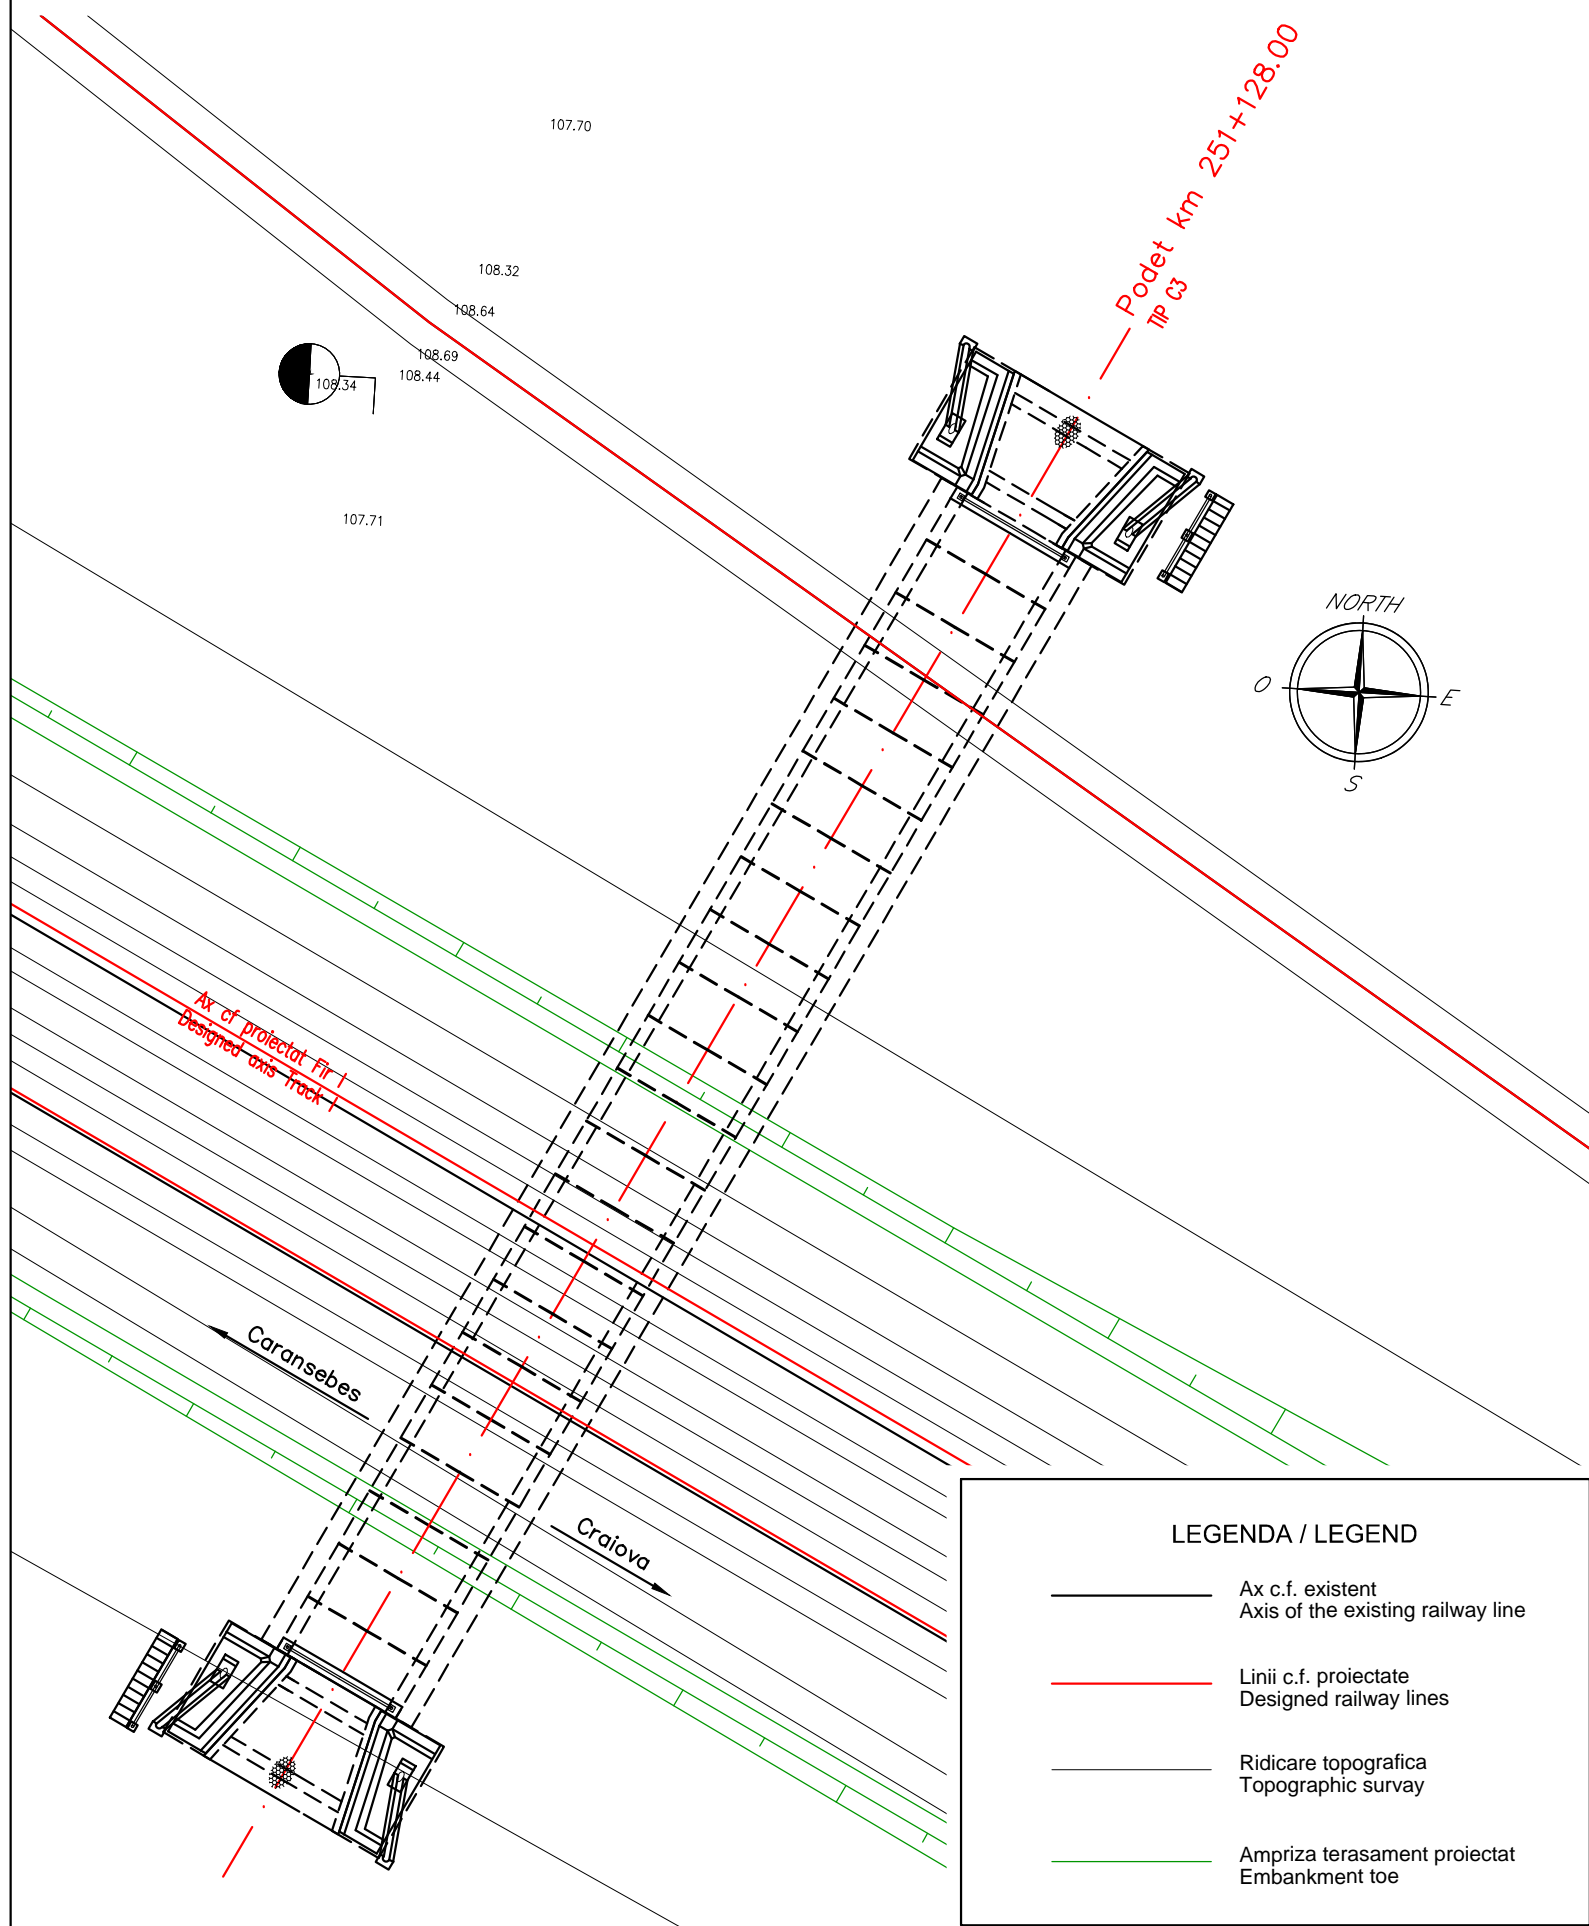 Podet km 251+128.00
TIP C3
107.70
108.32
108.64
108.69
108.44
108.34
107.71
NORTH
O
E
S
Ax cf proiectat Fir I
Designed axis Track I
Caransebes
Craiova
LEGENDA / LEGEND
Ax c.f. existent
Axis of the existing railway line
Linii c.f. proiectate
Designed railway lines
Ridicare topografica
Topographic survay
Ampriza terasament proiectat
Embankment toe